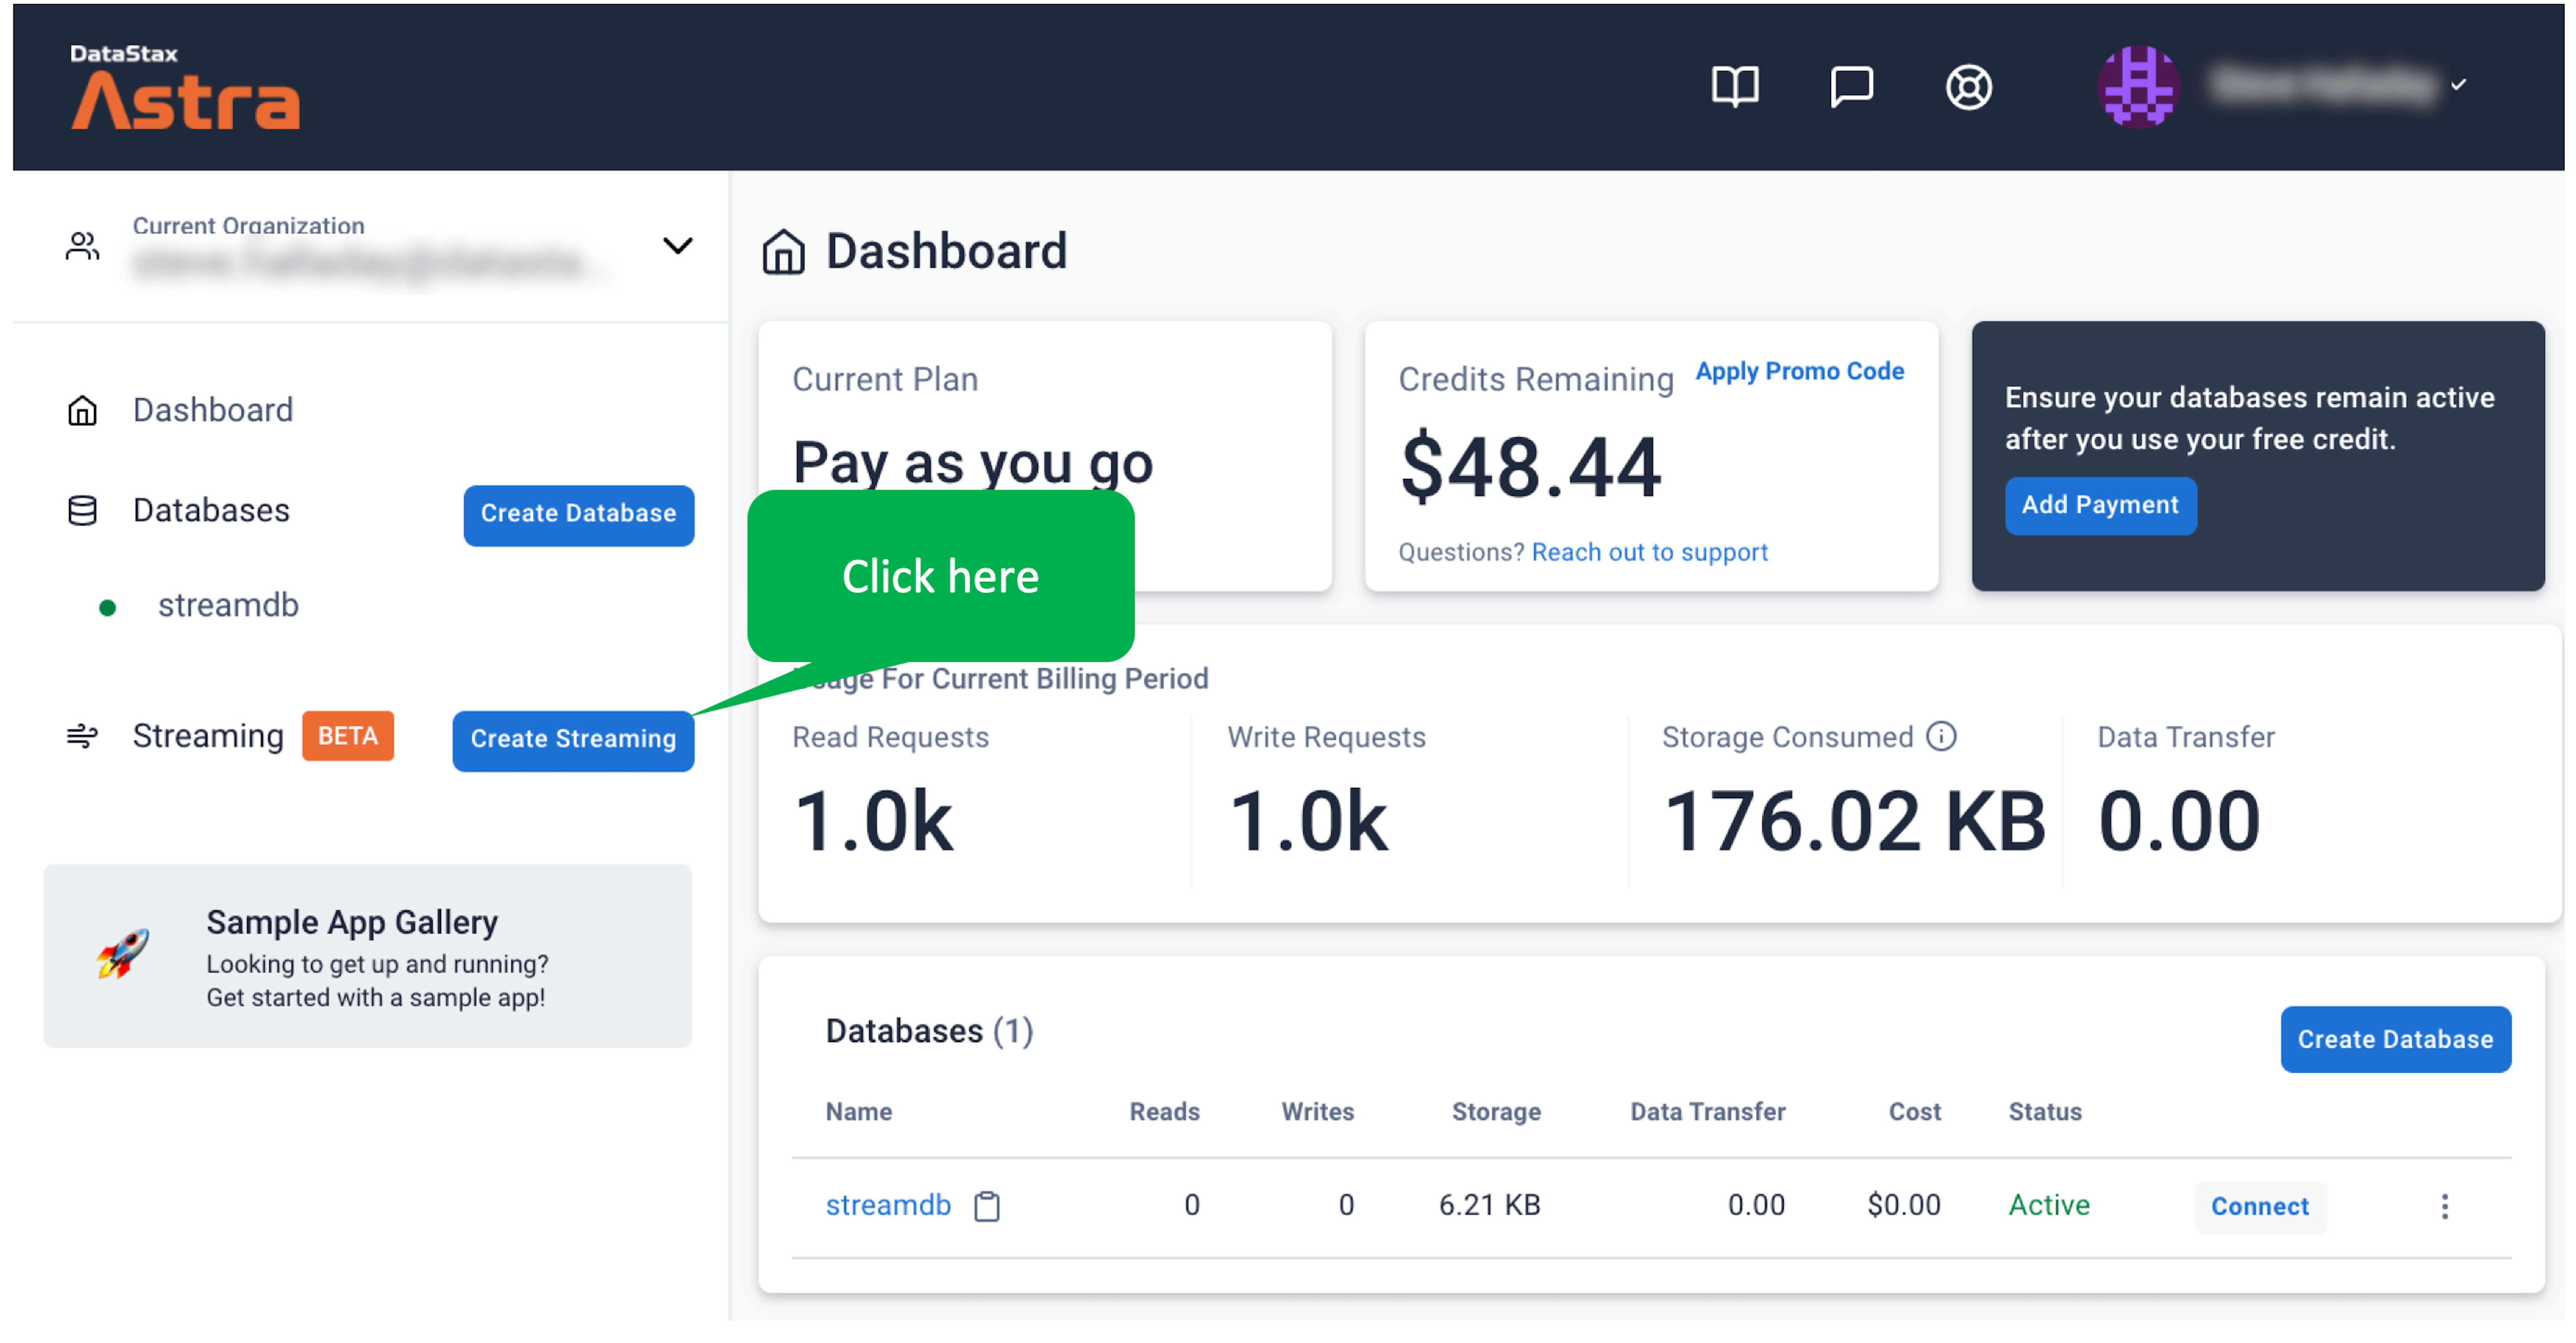 DataStax
Astra
Current Organization
Dashboard
Databases
Create Database
streamdb
Streaming
BETA
Create Streaming
Sample App Gallery
Looking to get up and running?
Get started with a sample app!
Dashboard
Current Plan
Pay as you go
Click here
Credits Remaining
Apply Promo Code
$48.44
Questions? Reach out to support
Ensure your databases remain active
after you use your free credit.
Add Payment
For Current Billing Period
Read Requests
1.0k
Write Requests
1.0k
Storage Consumed
176.02 KB
Data Transfer
0.00
Databases (1)
Create Database
Name Reads Writes Storage Data Transfer Cost Status
streamdb 0 0 6.21 KB 0.00 $0.00 Active Connect